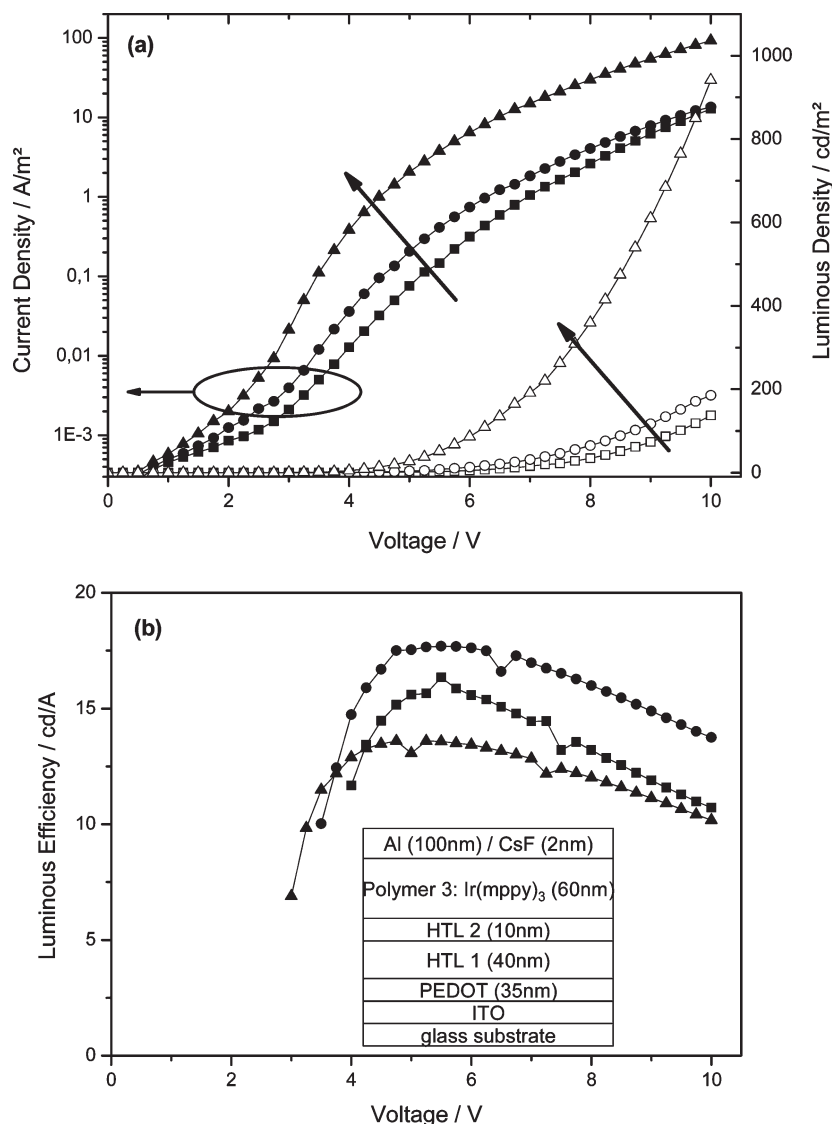 (a)
100
10
1
0,1
0,01
1E-3
Current Density / A/m²
1000
800
600
400
200
0
Luminous Density / cd/m²
0 2 4 6 8 10
Voltage / V
(b)
20
15
10
5
0
Luminous Efficiency / cd/A
Al (100nm) / CsF (2nm)
Polymer 3: Ir(mppy)₃ (60nm)
HTL 2 (10nm)
HTL 1 (40nm)
PEDOT (35nm)
ITO
glass substrate
0 2 4 6 8 10
Voltage / V